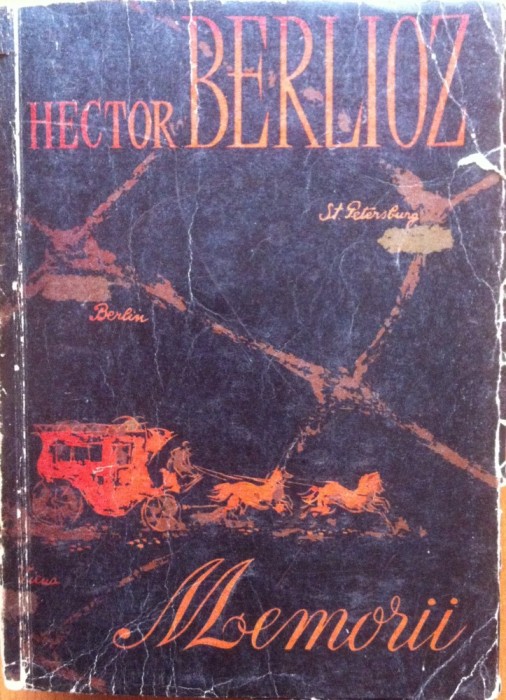 HECTOR BERLIOZ
St. Petersburg
Berlin
Memorii